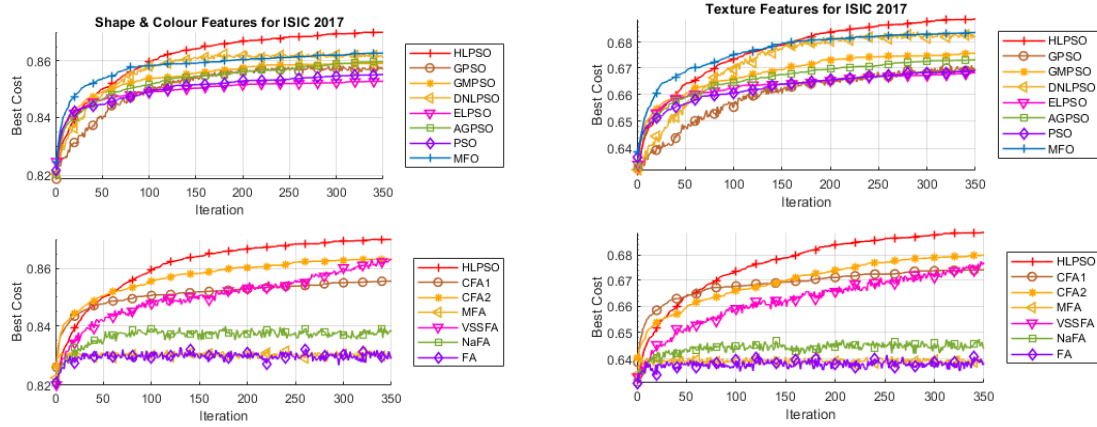 Shape & Colour Features for ISIC 2017
Best Cost
0.86
0.84
0.82
0 50 100 150 200 250 300 350
Iteration
HLPSO
GPSO
GMPSO
DNLPSO
ELPSO
AGPSO
PSO
MFO
Texture Features for ISIC 2017
Best Cost
0.68
0.67
0.66
0.65
0.64
0 50 100 150 200 250 300 350
Iteration
HLPSO
GPSO
GMPSO
DNLPSO
ELPSO
AGPSO
PSO
MFO
Best Cost
0.86
0.84
0.82
0 50 100 150 200 250 300 350
Iteration
HLPSO
CFA1
CFA2
MFA
VSSFA
NaFA
FA
Best Cost
0.68
0.67
0.66
0.65
0.64
0 50 100 150 200 250 300 350
Iteration
HLPSO
CFA1
CFA2
MFA
VSSFA
NaFA
FA